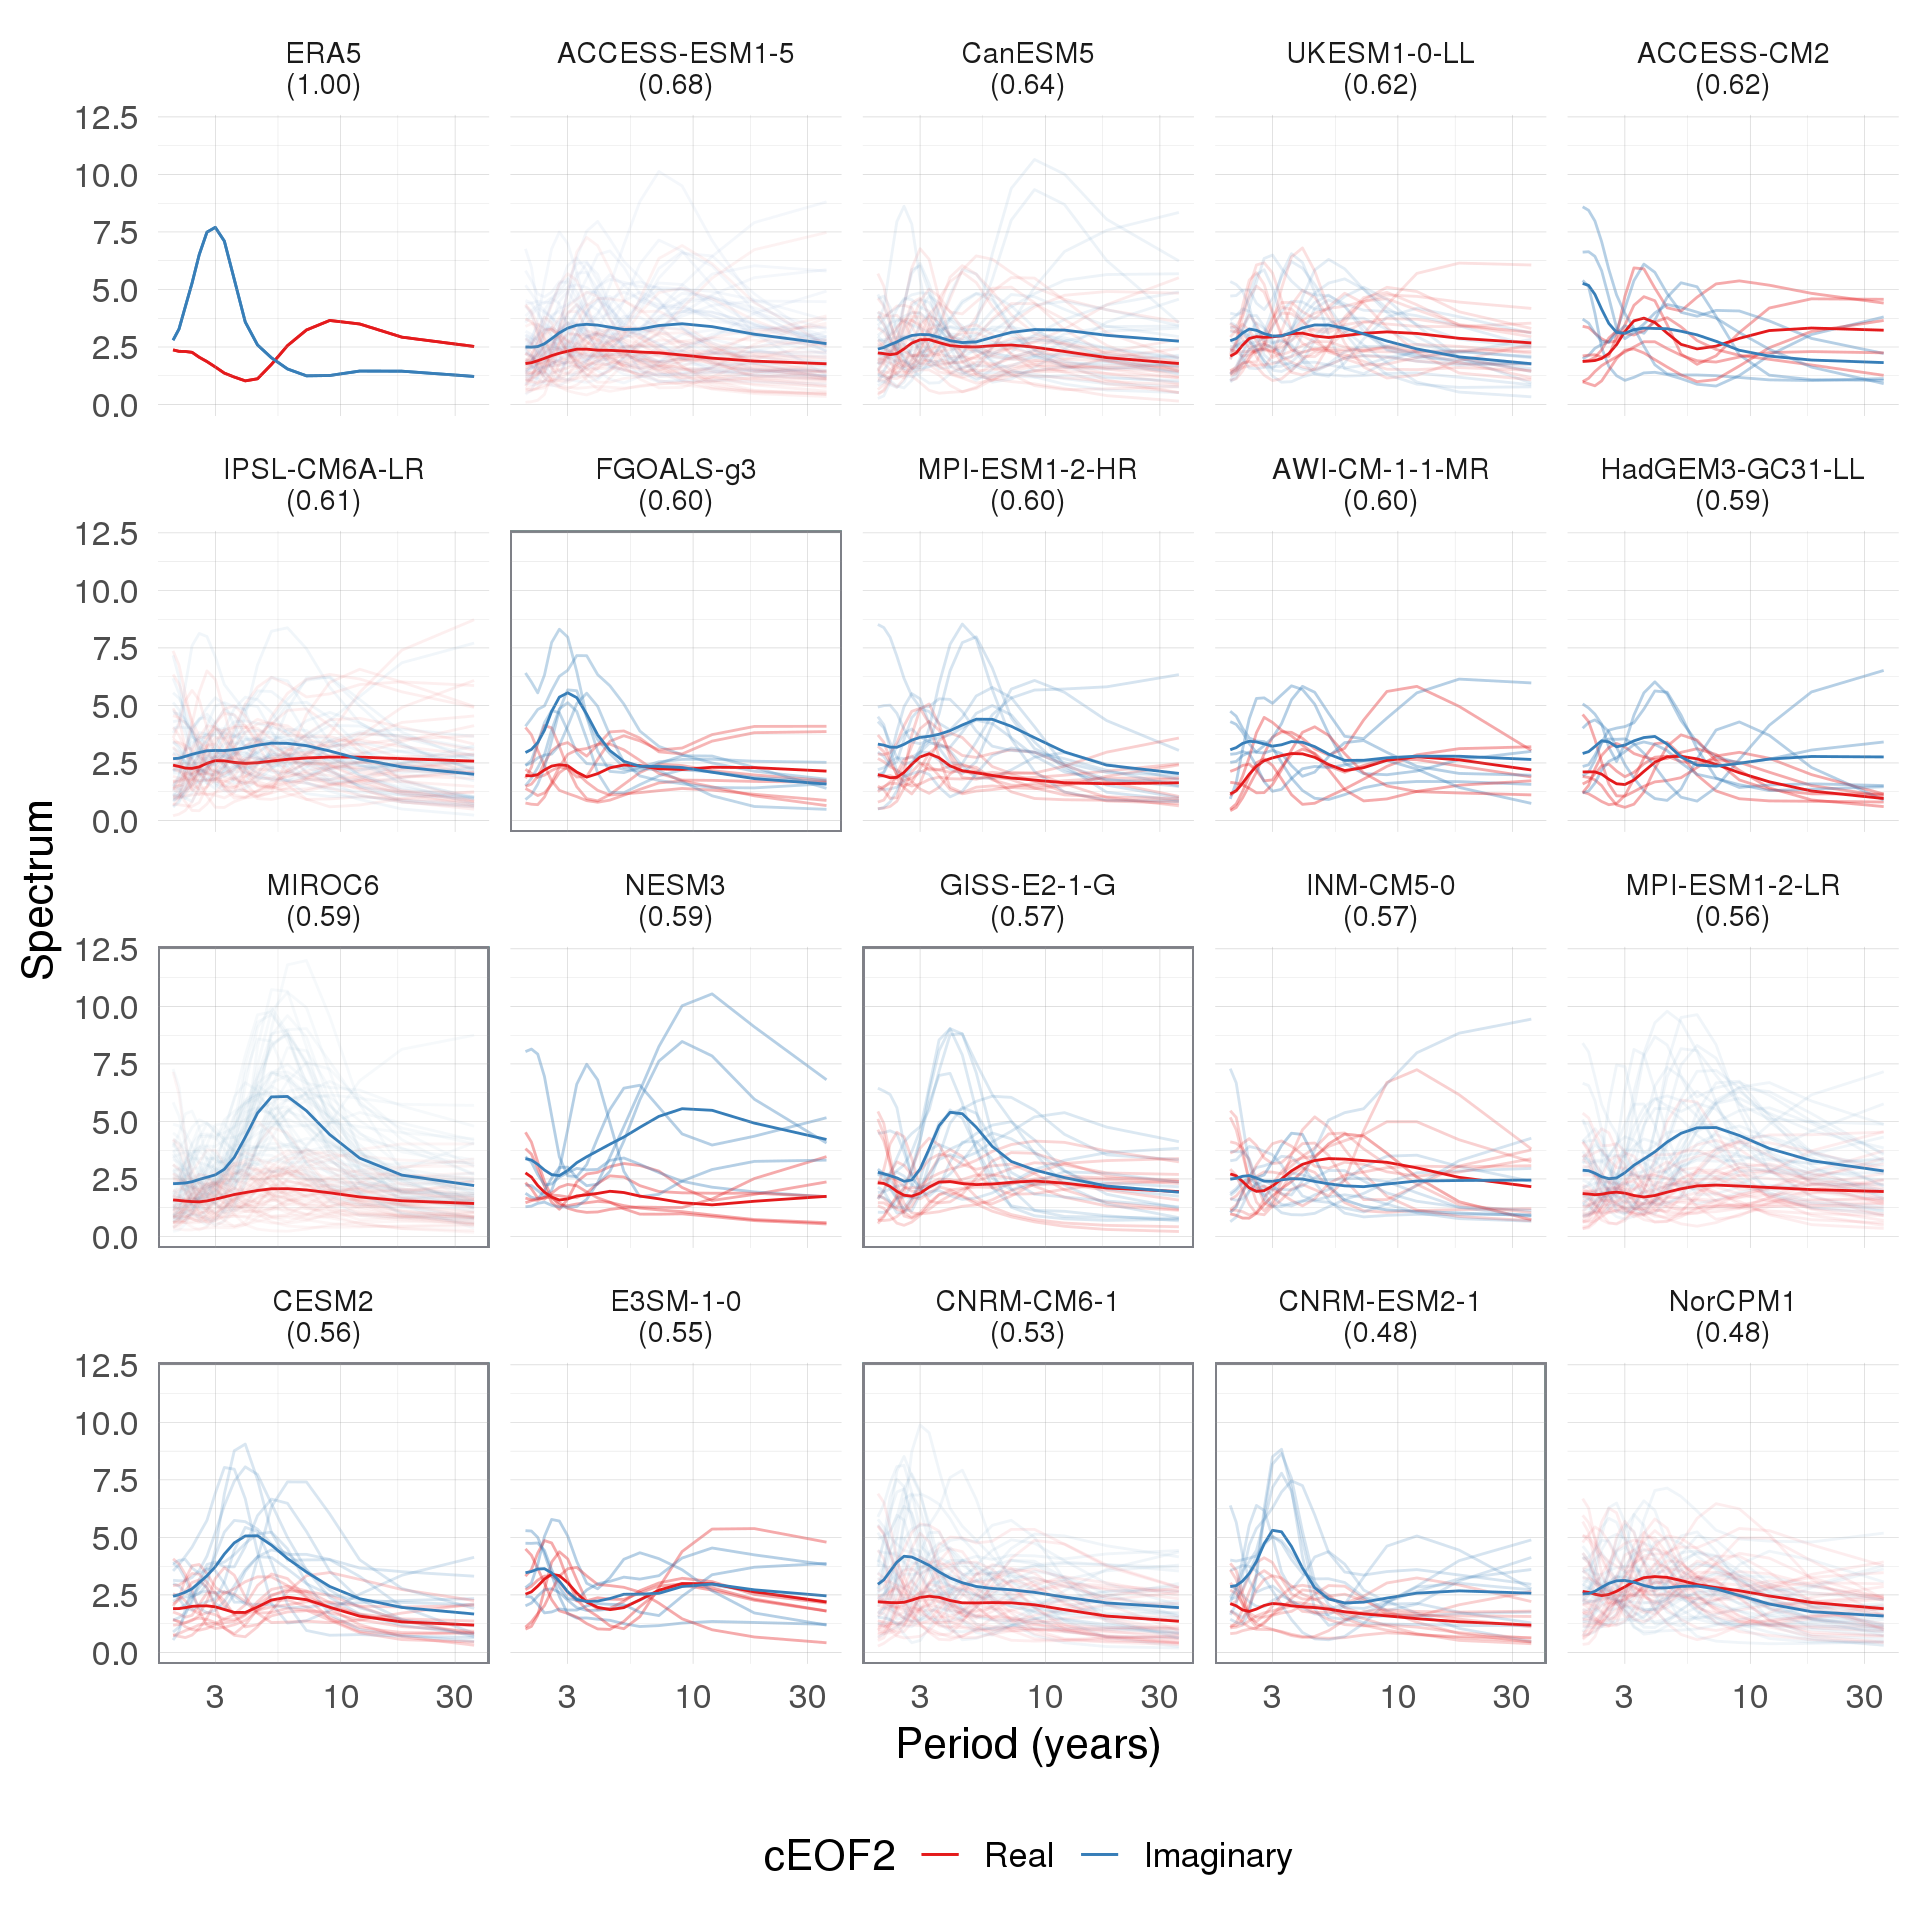 ERA5
(1.00)
ACCESS-ESM1-5
(0.68)
CanESM5
(0.64)
UKESM1-0-LL
(0.62)
ACCESS-CM2
(0.62)
12.5
10.0
7.5
5.0
2.5
0.0
IPSL-CM6A-LR
(0.61)
FGOALS-g3
(0.60)
MPI-ESM1-2-HR
(0.60)
AWI-CM-1-1-MR
(0.60)
HadGEM3-GC31-LL
(0.59)
12.5
10.0
7.5
5.0
2.5
0.0
Spectrum
MIROC6
(0.59)
NESM3
(0.59)
GISS-E2-1-G
(0.57)
INM-CM5-0
(0.57)
MPI-ESM1-2-LR
(0.56)
12.5
10.0
7.5
5.0
2.5
0.0
CESM2
(0.56)
E3SM-1-0
(0.55)
CNRM-CM6-1
(0.53)
CNRM-ESM2-1
(0.48)
NorCPM1
(0.48)
12.5
10.0
7.5
5.0
2.5
0.0
3 10 30
3 10 30
3 10 30
3 10 30
3 10 30
Period (years)
cEOF2 Real Imaginary